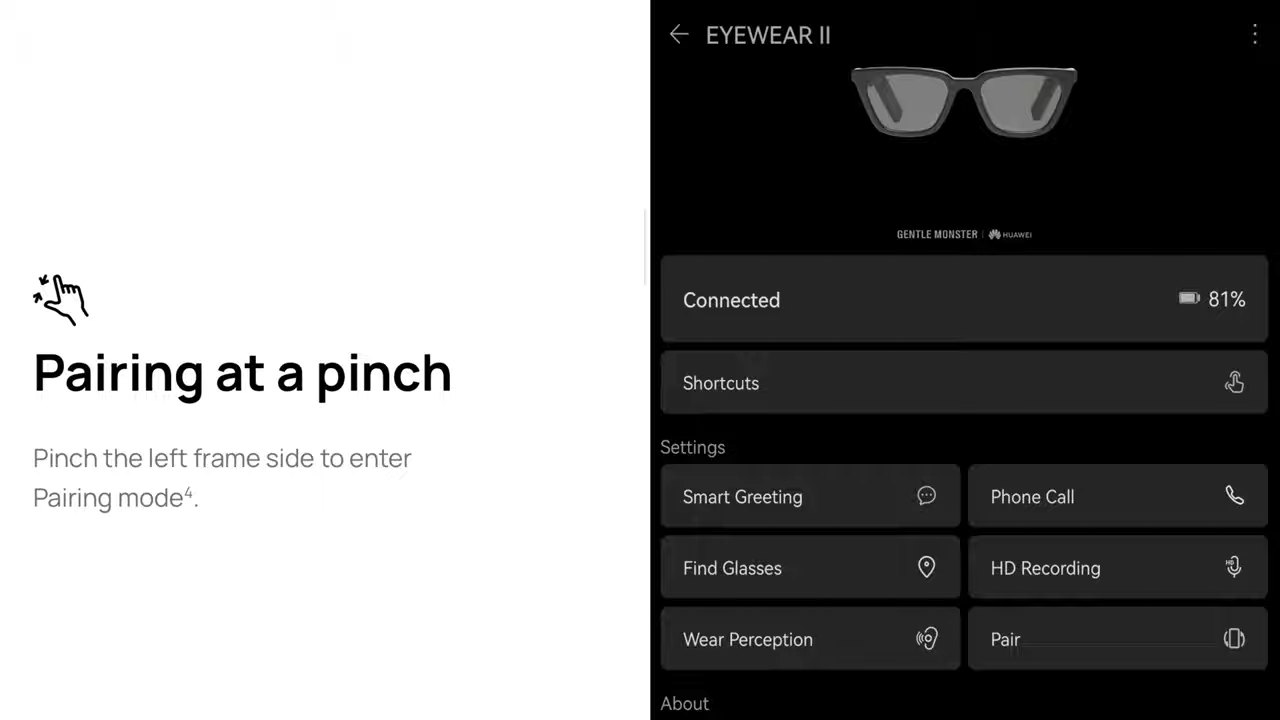 Pairing at a pinch
Pinch the left frame side to enter
Pairing mode⁴.
EYEWEAR II
GENTLE MONSTER | HUAWEI
Connected
81%
Shortcuts
Settings
Smart Greeting
Phone Call
Find Glasses
HD Recording
HD
Wear Perception
Pair
About